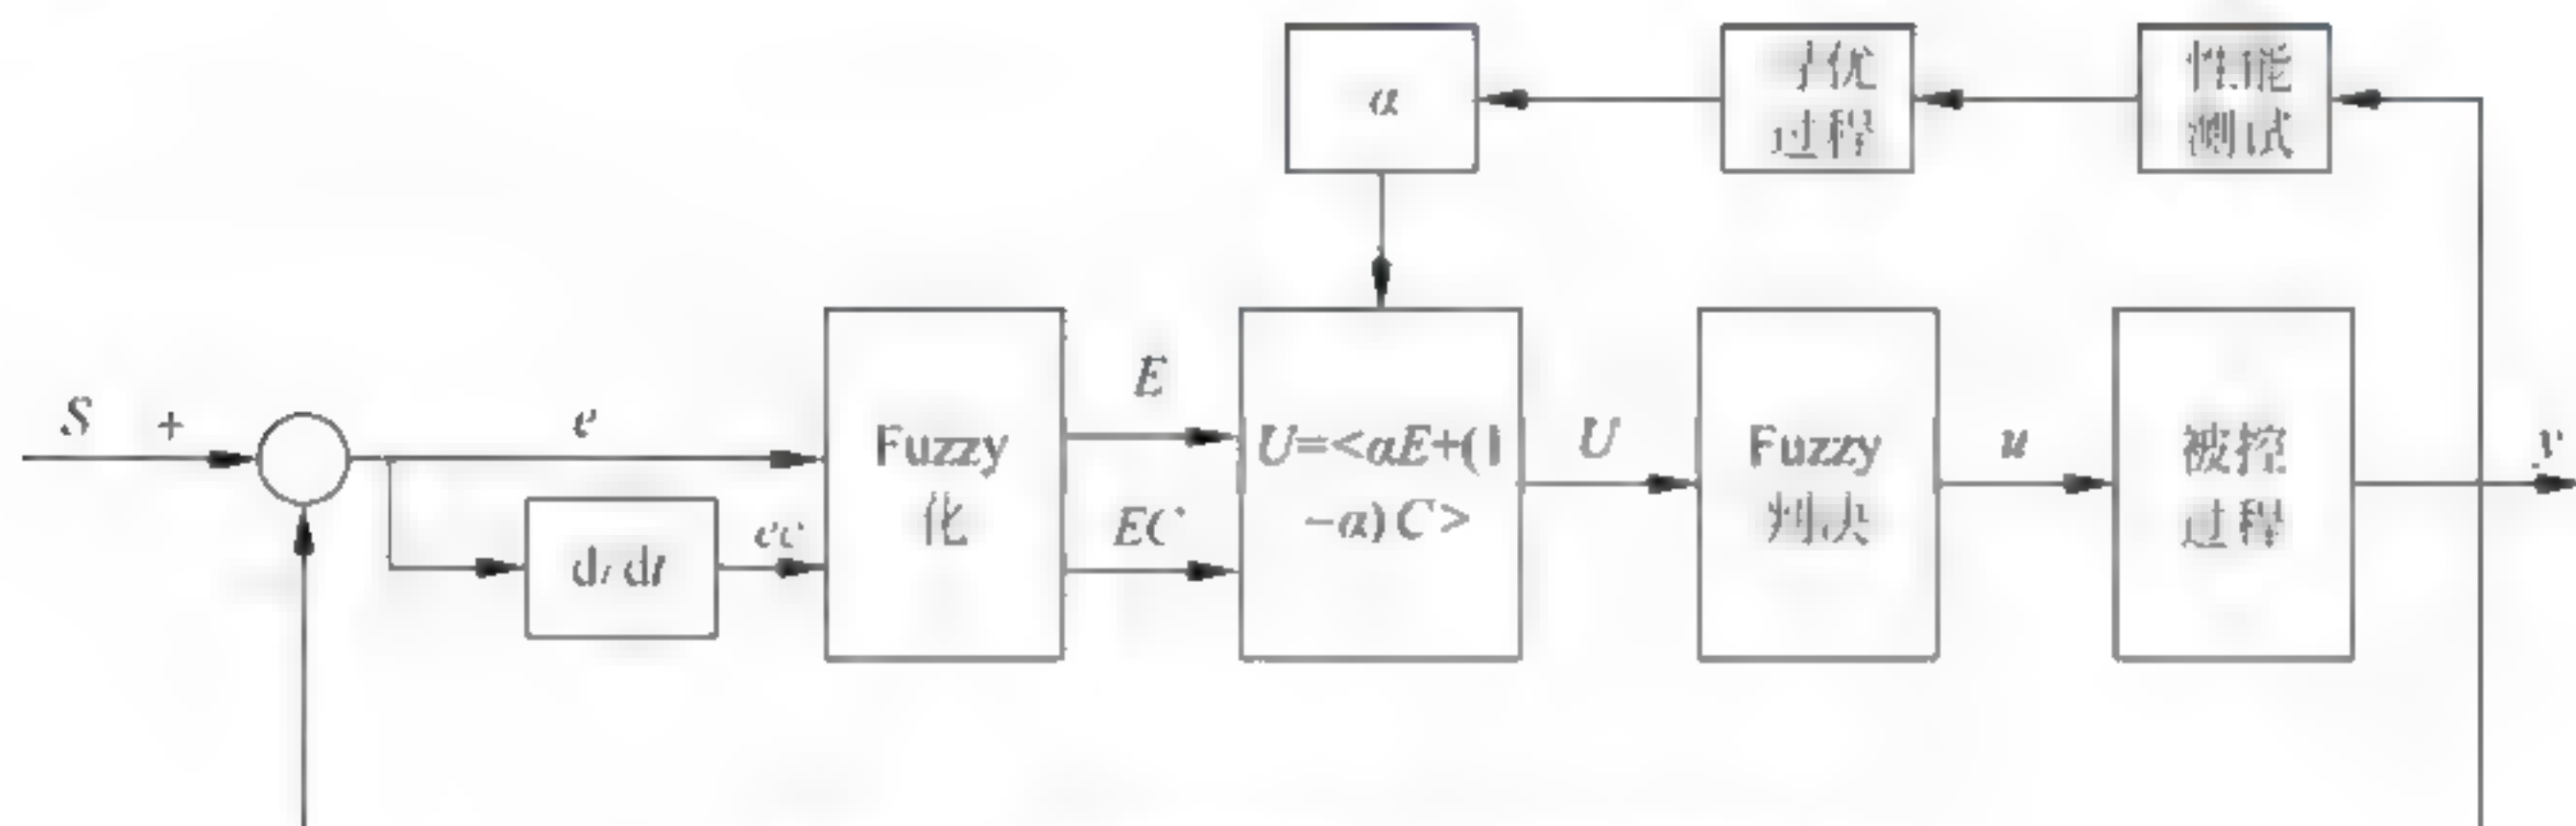 α
优
过程
性能
测试
S
+
e
d/dt
ec
Fuzzy
化
E
EC
U=<αE+(1
-α)C>
U
Fuzzy
判决
u
被控
过程
y